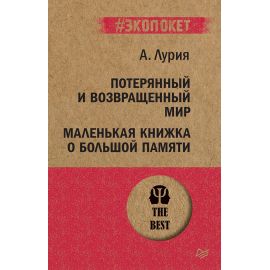 #ЭКОПОКЕТ
А. Лурия
ПОТЕРЯННЫЙ
И ВОЗВРАЩЕННЫЙ
МИР
МАЛЕНЬКАЯ КНИЖКА
О БОЛЬШОЙ ПАМЯТИ
THE
BEST